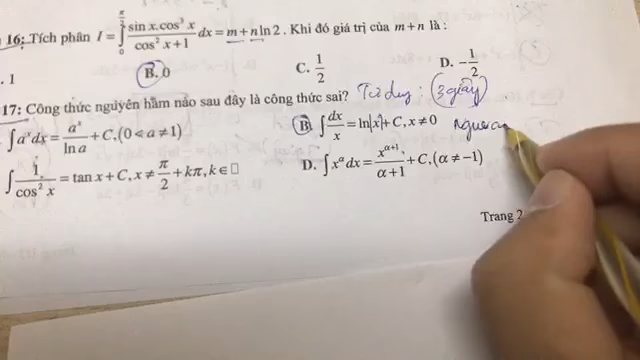 16: Tích phân I = ∫₀^(π/2) (sin x.cos³ x)/(cos² x+1) dx = m + n ln 2 . Khi đó giá trị của m + n là :
. 1 B. 0 C. 1/2 D. −1/2
17: Công thức nguyên hàm nào sau đây là công thức sai? Tư duy : (3 giây)
∫aˣdx = aˣ/ln a + C,(0 < a ≠ 1) B. ∫dx/x = ln|x| + C, x ≠ 0
∫1/cos² x = tan x + C, x ≠ π/2 + kπ, k ∈ □ D. ∫x^α dx = x^(α+1)/(α+1) + C,(α ≠ −1)
Trang 2